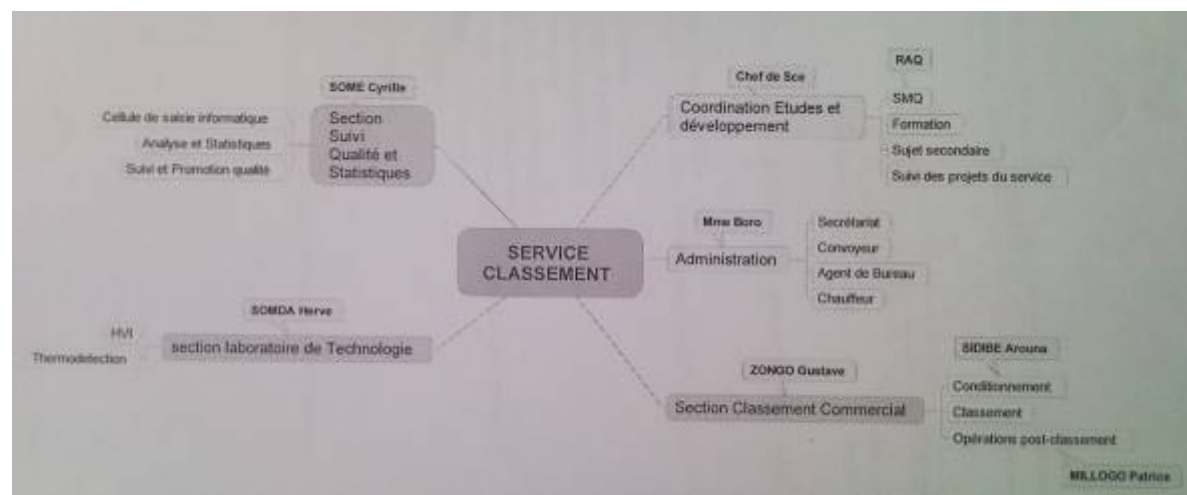 SOME Cyrille
Section
Suivi
Qualité et
Statistiques
Cellule de saisie informatique
Analyse et Statistiques
Suivi et Promotion qualité
Chef de Sce
Coordination Etudes et
développement
RAQ
SMQ
Formation
Sujet secondaire
Suivi des projets du service
SERVICE
CLASSEMENT
Mme Boro
Administration
Secrétariat
Convoyeur
Agent de Bureau
Chauffeur
SOMDA Herve
section laboratoire de Technologie
HVI
Thermodetection
ZONGO Gustave
Section Classement Commercial
SIDIBE Arouna
Conditionnement
Classement
Opérations post-classement
MILLOGO Patrice